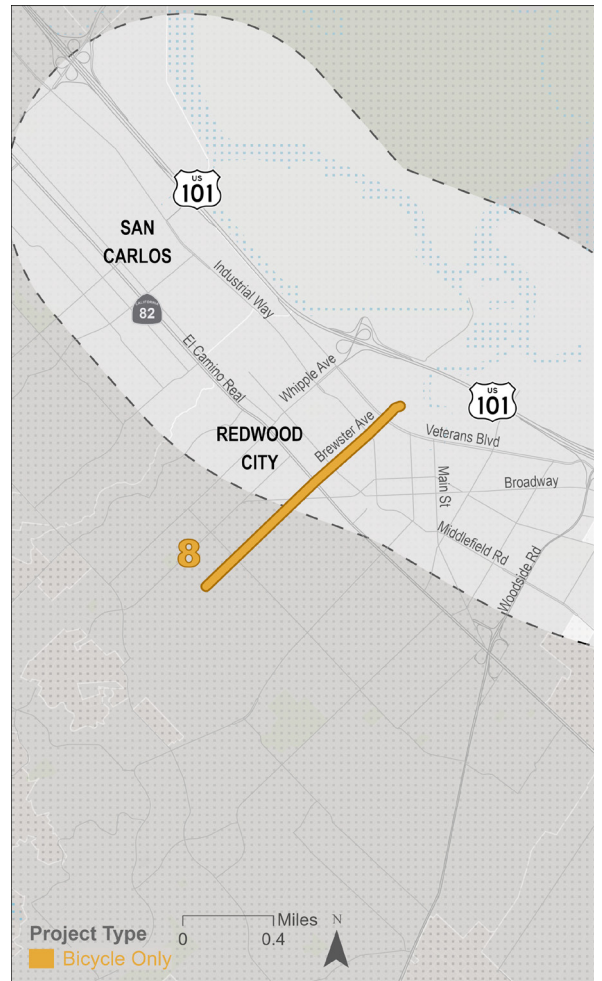 US
101
SAN
CARLOS
Industrial Way
CALIFORNIA
82
El Camino Real
Whipple Ave
US
101
REDWOOD
CITY
Brewster Ave
Veterans Blvd
Main St
Broadway
Middlefield Rd
8
Woodside Rd
Miles
N
0
0.4
Project Type
Bicycle Only